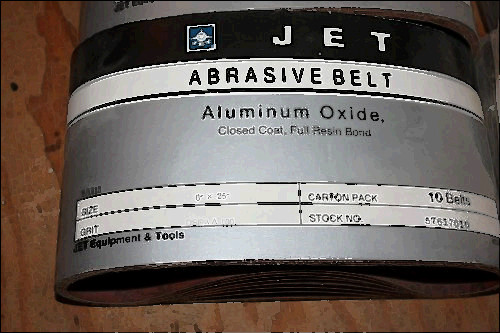 JET
ABRASIVE BELT
Aluminum Oxide,
Closed Coat, Full Resin Bond
SIZE
CARTON PACK 10 Belts
GRIT
STOCK NO.
JET Equipment & Tools